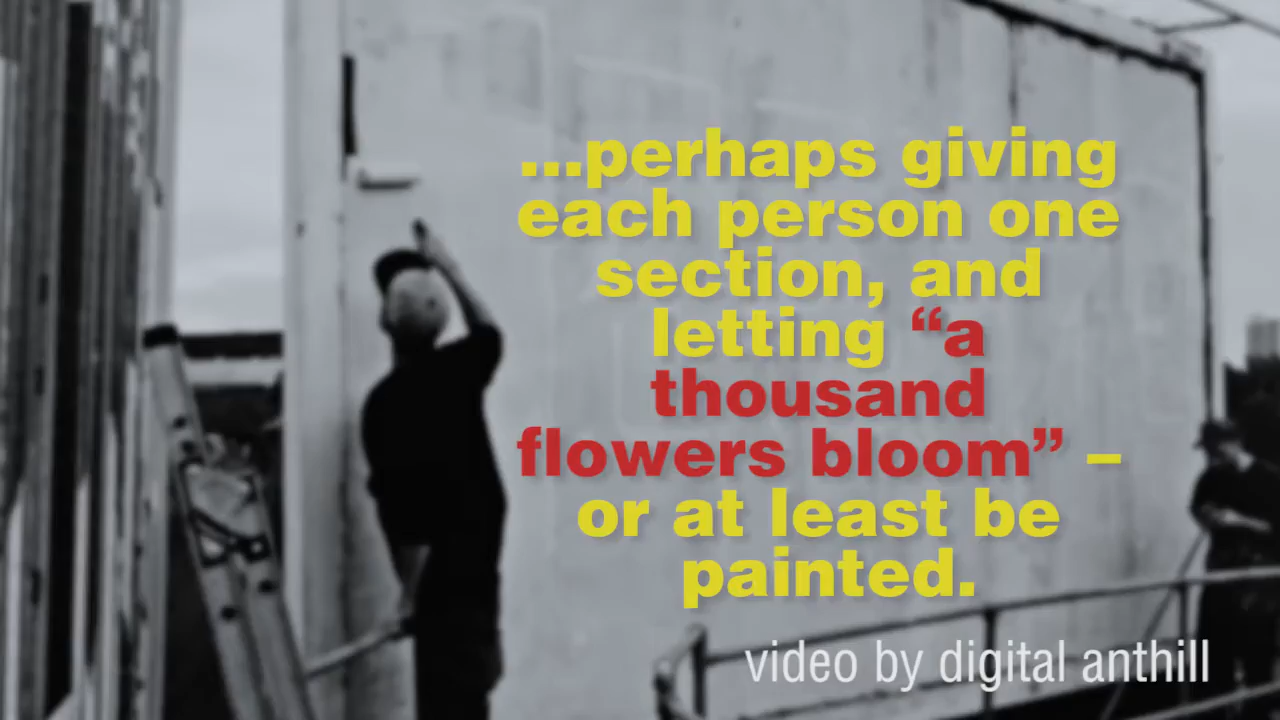 ...perhaps giving
each person one
section, and
letting “a
thousand
flowers bloom” –
or at least be
painted.
video by digital anthill